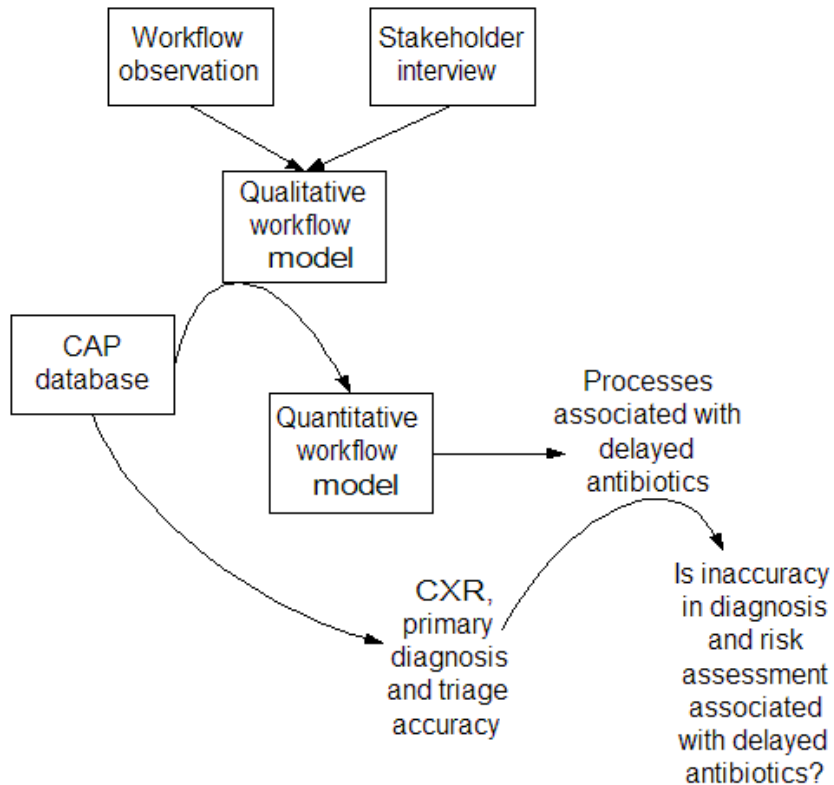 Workflow
observation
Stakeholder
interview
Qualitative
workflow
model
CAP
database
Quantitative
workflow
model
Processes
associated with
delayed
antibiotics
CXR,
primary
diagnosis
and triage
accuracy
Is inaccuracy
in diagnosis
and risk
assessment
associated
with delayed
antibiotics?